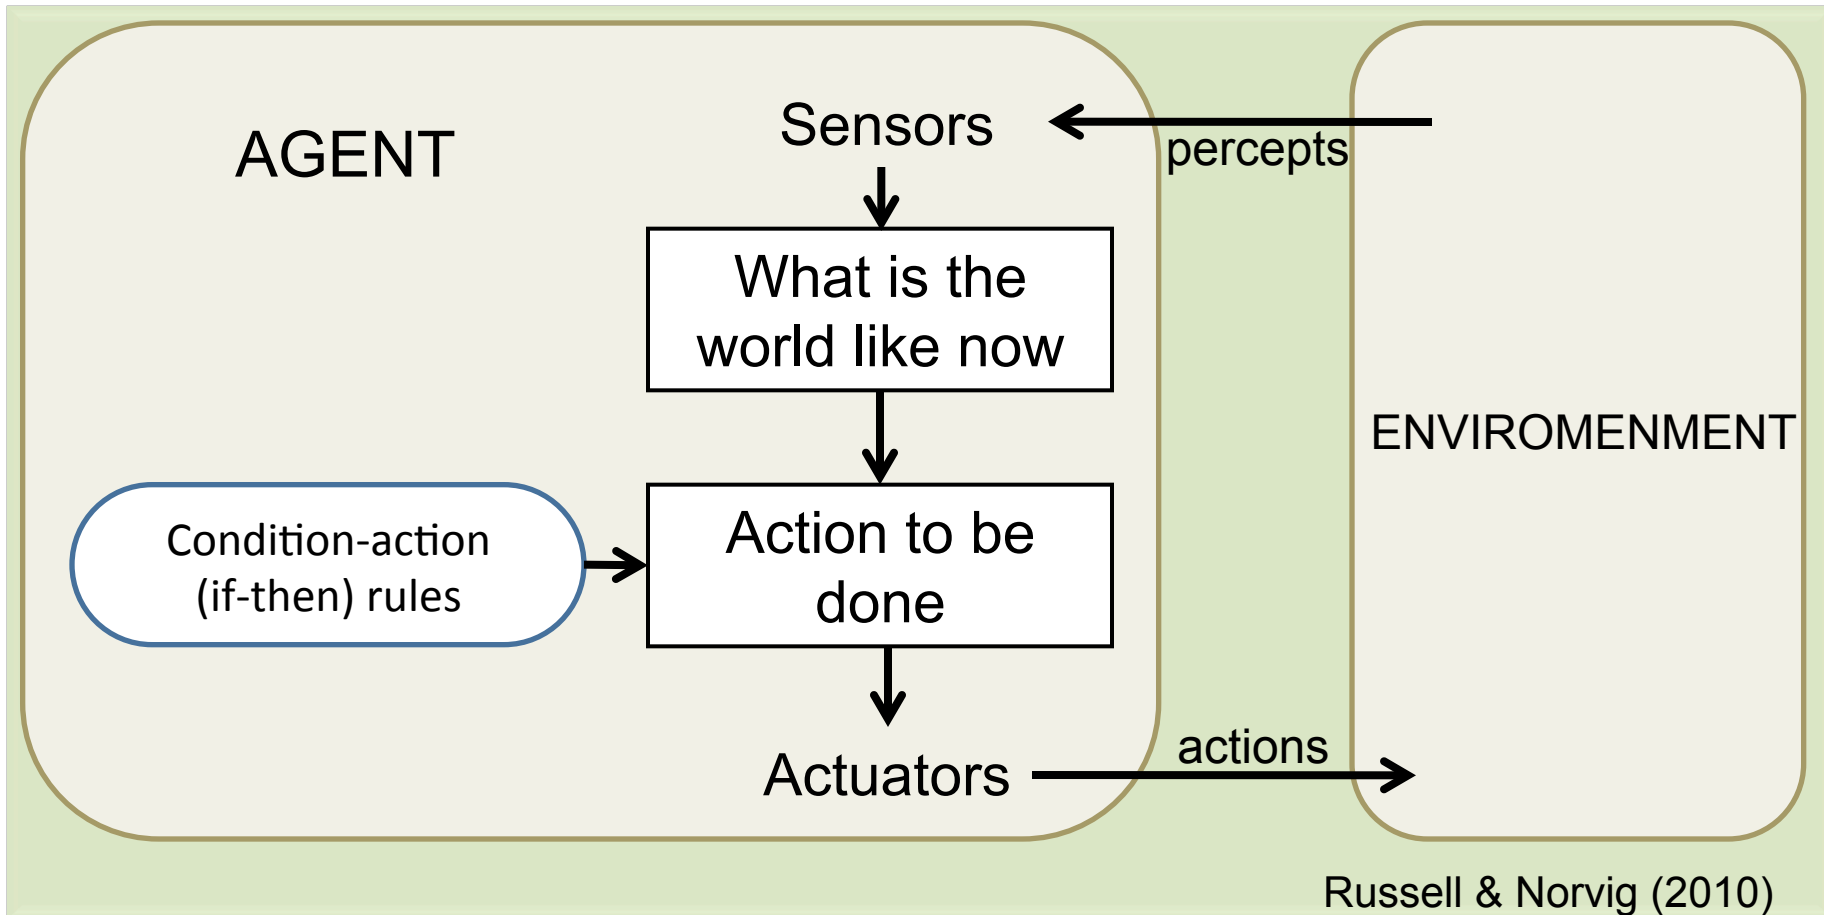 AGENT
Sensors
percepts
What is the
world like now
ENVIROMENMENT
Condition-action
(if-then) rules
Action to be
done
Actuators
actions
Russell & Norvig (2010)